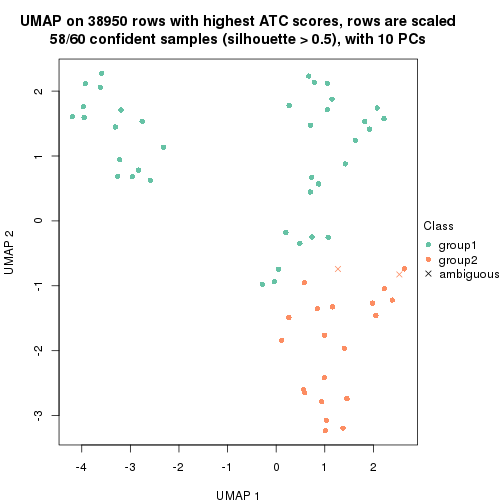 UMAP on 38950 rows with highest ATC scores, rows are scaled
58/60 confident samples (silhouette > 0.5), with 10 PCs
2
1
0
-1
-2
-3
UMAP 2
-4
-3
-2
-1
0
1
2
UMAP 1
Class
group1
group2
ambiguous